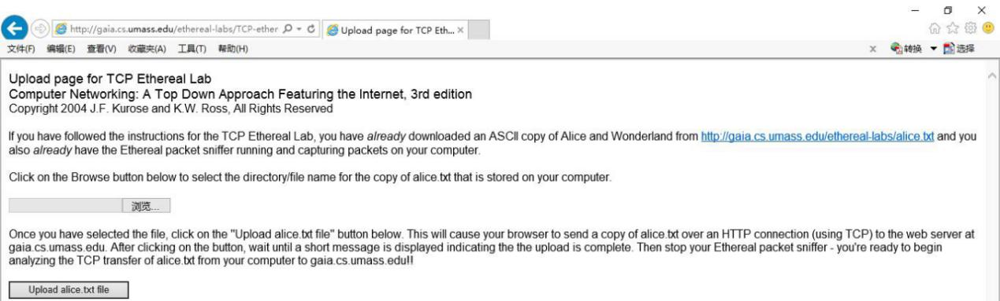 http://gaia.cs.umass.edu/ethereal-labs/TCP-ether
Upload page for TCP Eth...
文件(F) 编辑(E) 查看(V) 收藏夹(A) 工具(T) 帮助(H)
x 转换 选择
Upload page for TCP Ethereal Lab
Computer Networking: A Top Down Approach Featuring the Internet, 3rd edition
Copyright 2004 J.F. Kurose and K.W. Ross, All Rights Reserved
If you have followed the instructions for the TCP Ethereal Lab, you have already downloaded an ASCII copy of Alice and Wonderland from http://gaia.cs.umass.edu/ethereal-labs/alice.txt and you
also already have the Ethereal packet sniffer running and capturing packets on your computer.
Click on the Browse button below to select the directory/file name for the copy of alice.txt that is stored on your computer.
浏览...
Once you have selected the file, click on the "Upload alice.txt file" button below. This will cause your browser to send a copy of alice.txt over an HTTP connection (using TCP) to the web server at
gaia.cs.umass.edu. After clicking on the button, wait until a short message is displayed indicating the the upload is complete. Then stop your Ethereal packet sniffer - you're ready to begin
analyzing the TCP transfer of alice.txt from your computer to gaia.cs.umass.edu!!
Upload alice.txt file